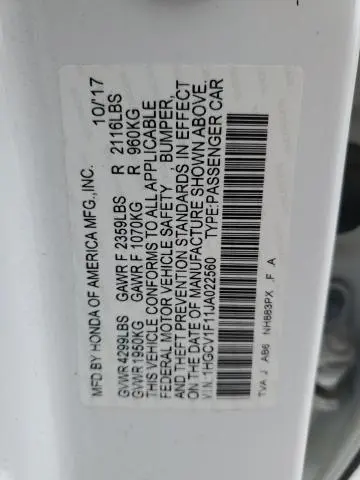 MFD BY HONDA OF AMERICA MFG., INC. 10/'17
GVWR 4299LBS GAWR F 2359LBS R 2116LBS
GVWR 1950KG GAWR F 1070KG R 960KG
THIS VEHICLE CONFORMS TO ALL APPLICABLE
FEDERAL MOTOR VEHICLE SAFETY BUMPER,
AND THEFT PREVENTION STANDARDS IN EFFECT
ON THE DATE OF MANUFACTURE SHOWN ABOVE.
V.I.N.: 1HGCV1F11JA022560 TYPE: PASSENGER CAR
TVA J AB6 NH883PX F A